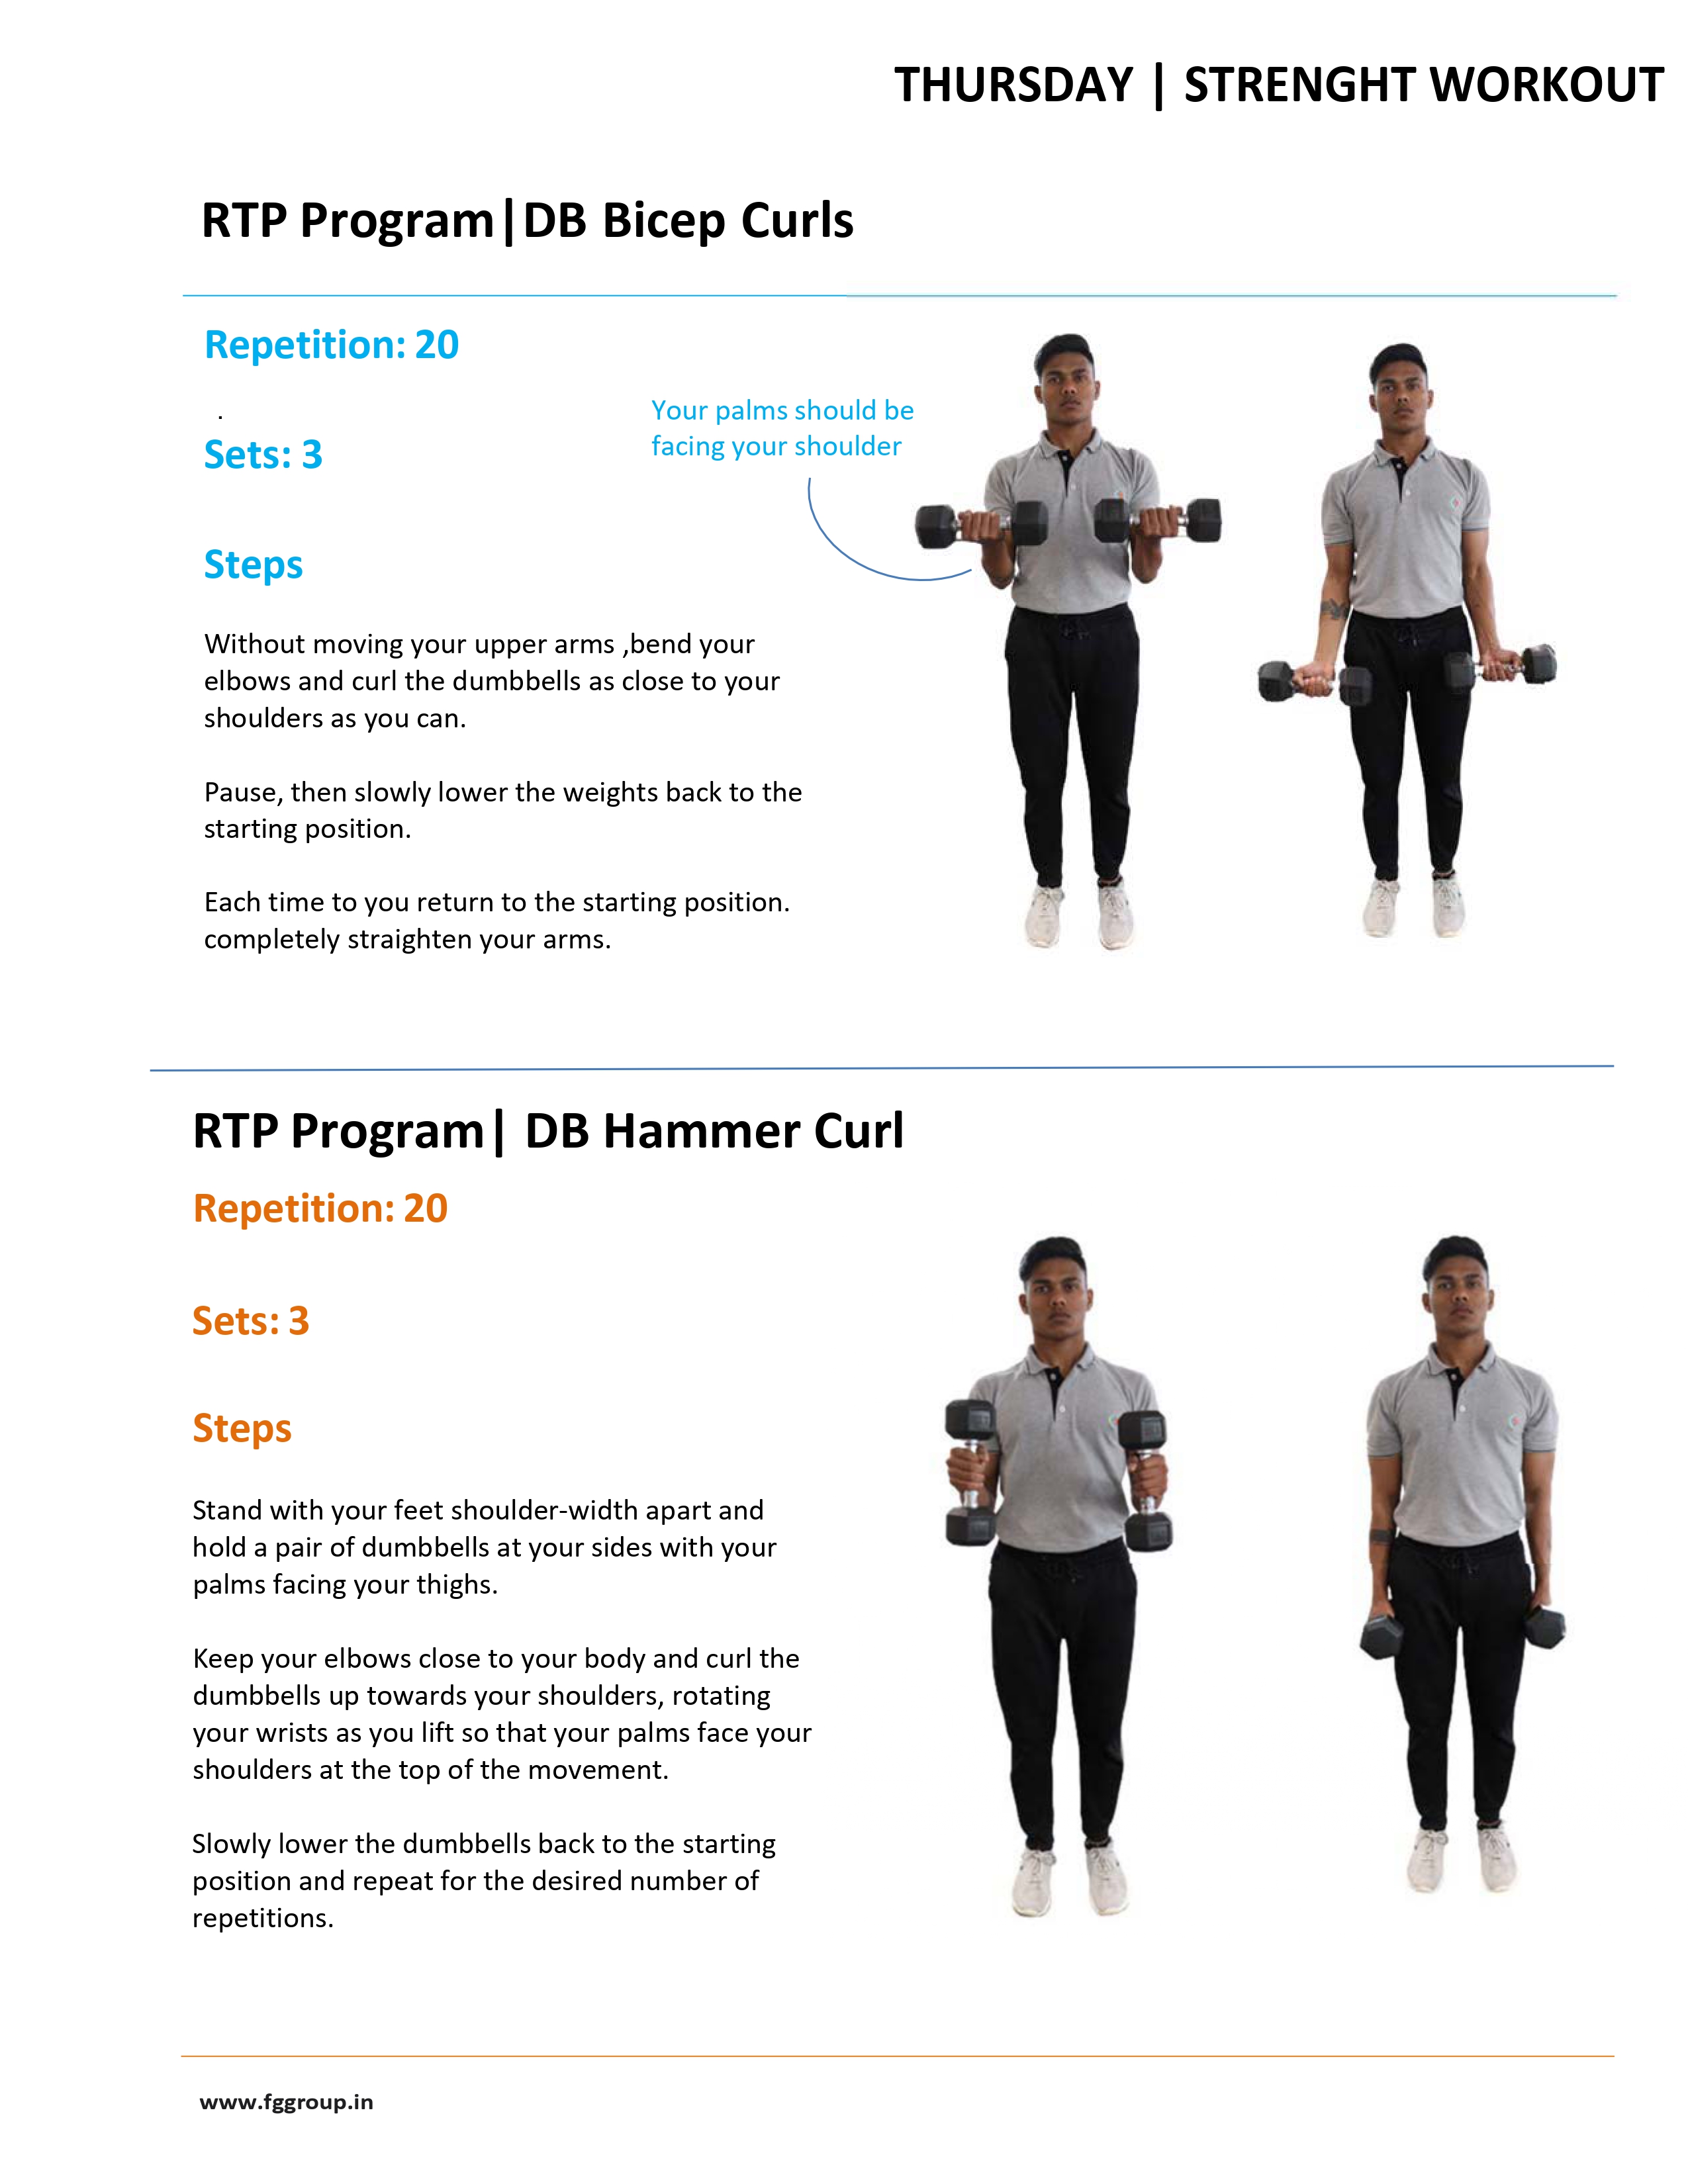 THURSDAY | STRENGHT WORKOUT
RTP Program|DB Bicep Curls
Repetition: 20
.
Sets: 3
Your palms should be
facing your shoulder
Steps
Without moving your upper arms ,bend your
elbows and curl the dumbbells as close to your
shoulders as you can.
Pause, then slowly lower the weights back to the
starting position.
Each time to you return to the starting position.
completely straighten your arms.
RTP Program| DB Hammer Curl
Repetition: 20
Sets: 3
Steps
Stand with your feet shoulder-width apart and
hold a pair of dumbbells at your sides with your
palms facing your thighs.
Keep your elbows close to your body and curl the
dumbbells up towards your shoulders, rotating
your wrists as you lift so that your palms face your
shoulders at the top of the movement.
Slowly lower the dumbbells back to the starting
position and repeat for the desired number of
repetitions.
www.fggroup.in